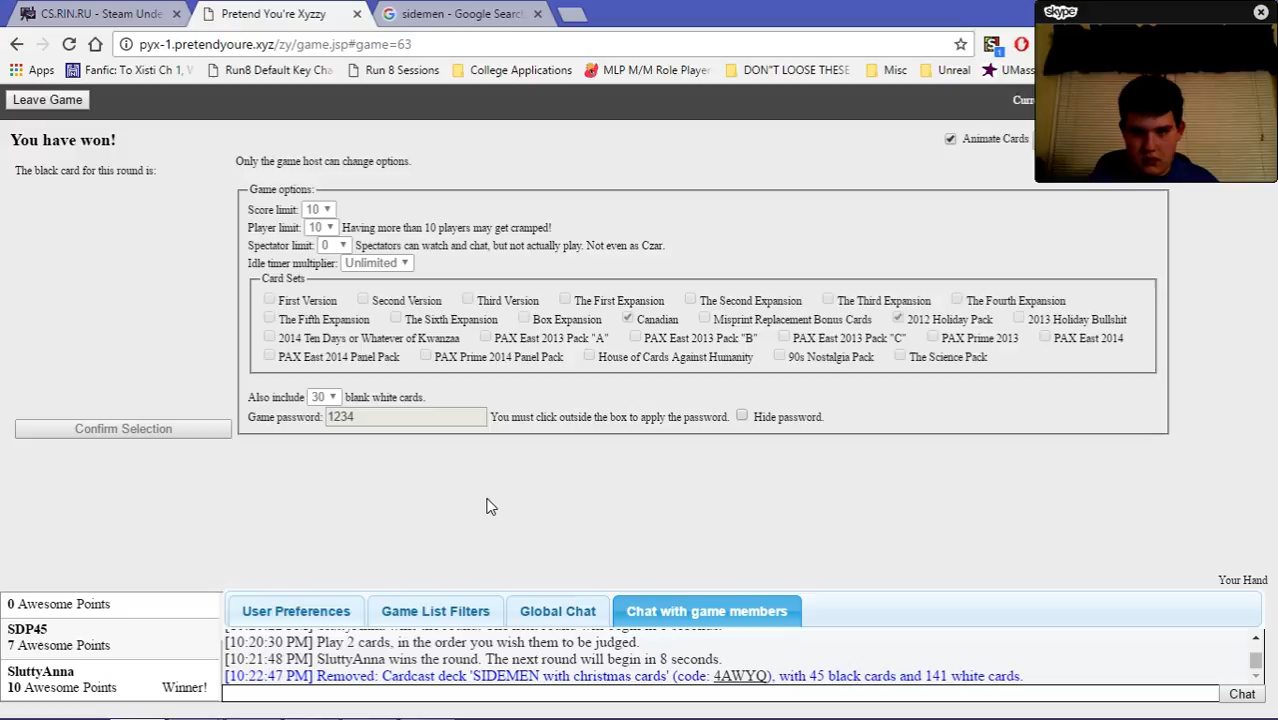 CS.RIN.RU - Steam Unde
Pretend You're Xyzzy
sidemen - Google Searc
skype
pyx-1.pretendyoure.xyz/zy/game.jsp#game=63
1
Apps
Fanfic: To Xisti Ch 1, V
Run8 Default Key Cha
Run 8 Sessions
College Applications
MLP M/M Role Player
DON"T LOOSE THESE
Misc
Unreal
UMass
Leave Game
Curr
You have won!
Animate Cards
The black card for this round is:
Only the game host can change options.
Game options:
Score limit: 10
Player limit: 10 Having more than 10 players may get cramped!
Spectator limit: 0 Spectators can watch and chat, but not actually play. Not even as Czar.
Idle timer multiplier: Unlimited
Card Sets
First Version Second Version Third Version The First Expansion The Second Expansion The Third Expansion The Fourth Expansion
The Fifth Expansion The Sixth Expansion Box Expansion Canadian Misprint Replacement Bonus Cards 2012 Holiday Pack 2013 Holiday Bullshit
2014 Ten Days or Whatever of Kwanzaa PAX East 2013 Pack "A" PAX East 2013 Pack "B" PAX East 2013 Pack "C" PAX Prime 2013 PAX East 2014
PAX East 2014 Panel Pack PAX Prime 2014 Panel Pack House of Cards Against Humanity 90s Nostalgia Pack The Science Pack
Also include 30 blank white cards.
Game password: 1234 You must click outside the box to apply the password. Hide password.
Confirm Selection
Your Hand
0 Awesome Points
SDP45
7 Awesome Points
SluttyAnna
10 Awesome Points Winner!
User Preferences
Game List Filters
Global Chat
Chat with game members
[10:20:30 PM] Play 2 cards, in the order you wish them to be judged.
[10:21:48 PM] SluttyAnna wins the round. The next round will begin in 8 seconds.
[10:22:47 PM] Removed: Cardcast deck 'SIDEMEN with christmas cards' (code: 4AWYQ), with 45 black cards and 141 white cards.
Chat